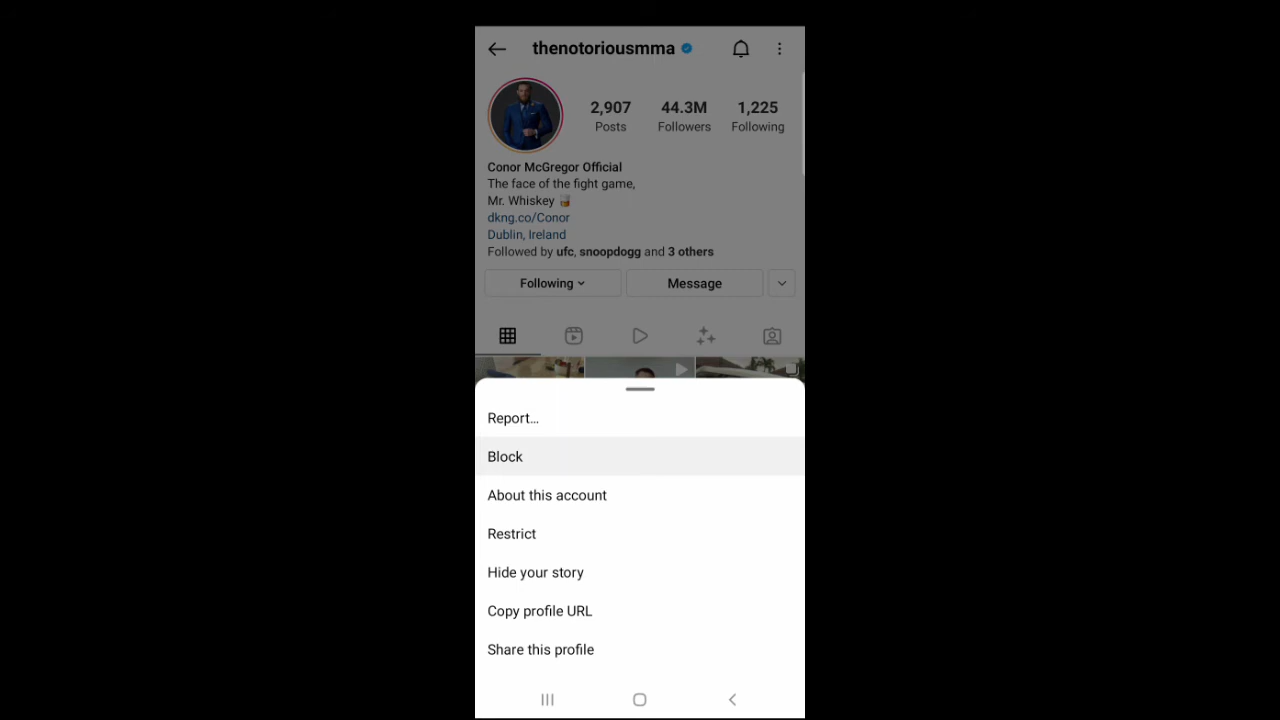 thenotoriousmma
2,907 44.3M 1,225
Posts Followers Following
Conor McGregor Official
The face of the fight game,
Mr. Whiskey 🥃
dkng.co/Conor
Dublin, Ireland
Followed by ufc, snoopdogg and 3 others
Following Message
Report...
Block
About this account
Restrict
Hide your story
Copy profile URL
Share this profile